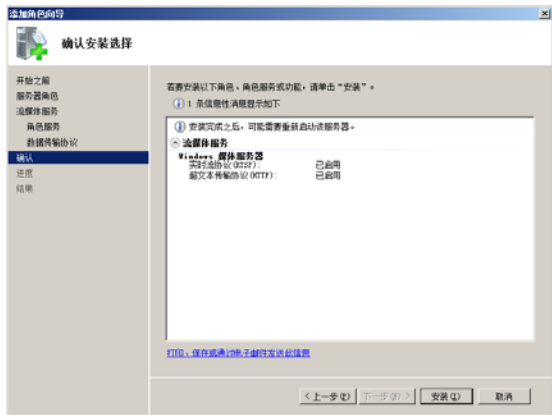 添加角色向导
确认安装选择
开始之前
服务器角色
流媒体服务
角色服务
数据传输协议
确认
进度
结果
若要安装以下角色、角色服务或功能，请单击“安装”。
1 条信息性消息显示如下
安装完成之后，可能需要重新启动该服务器。
流媒体服务
Windows 媒体服务器
实时流协议(RTSP)： 已启用
超文本传输协议(HTTP)： 已启用
打印、保存或通过电子邮件发送此信息
<上一步(P) 下一步(N)> 安装(I) 取消